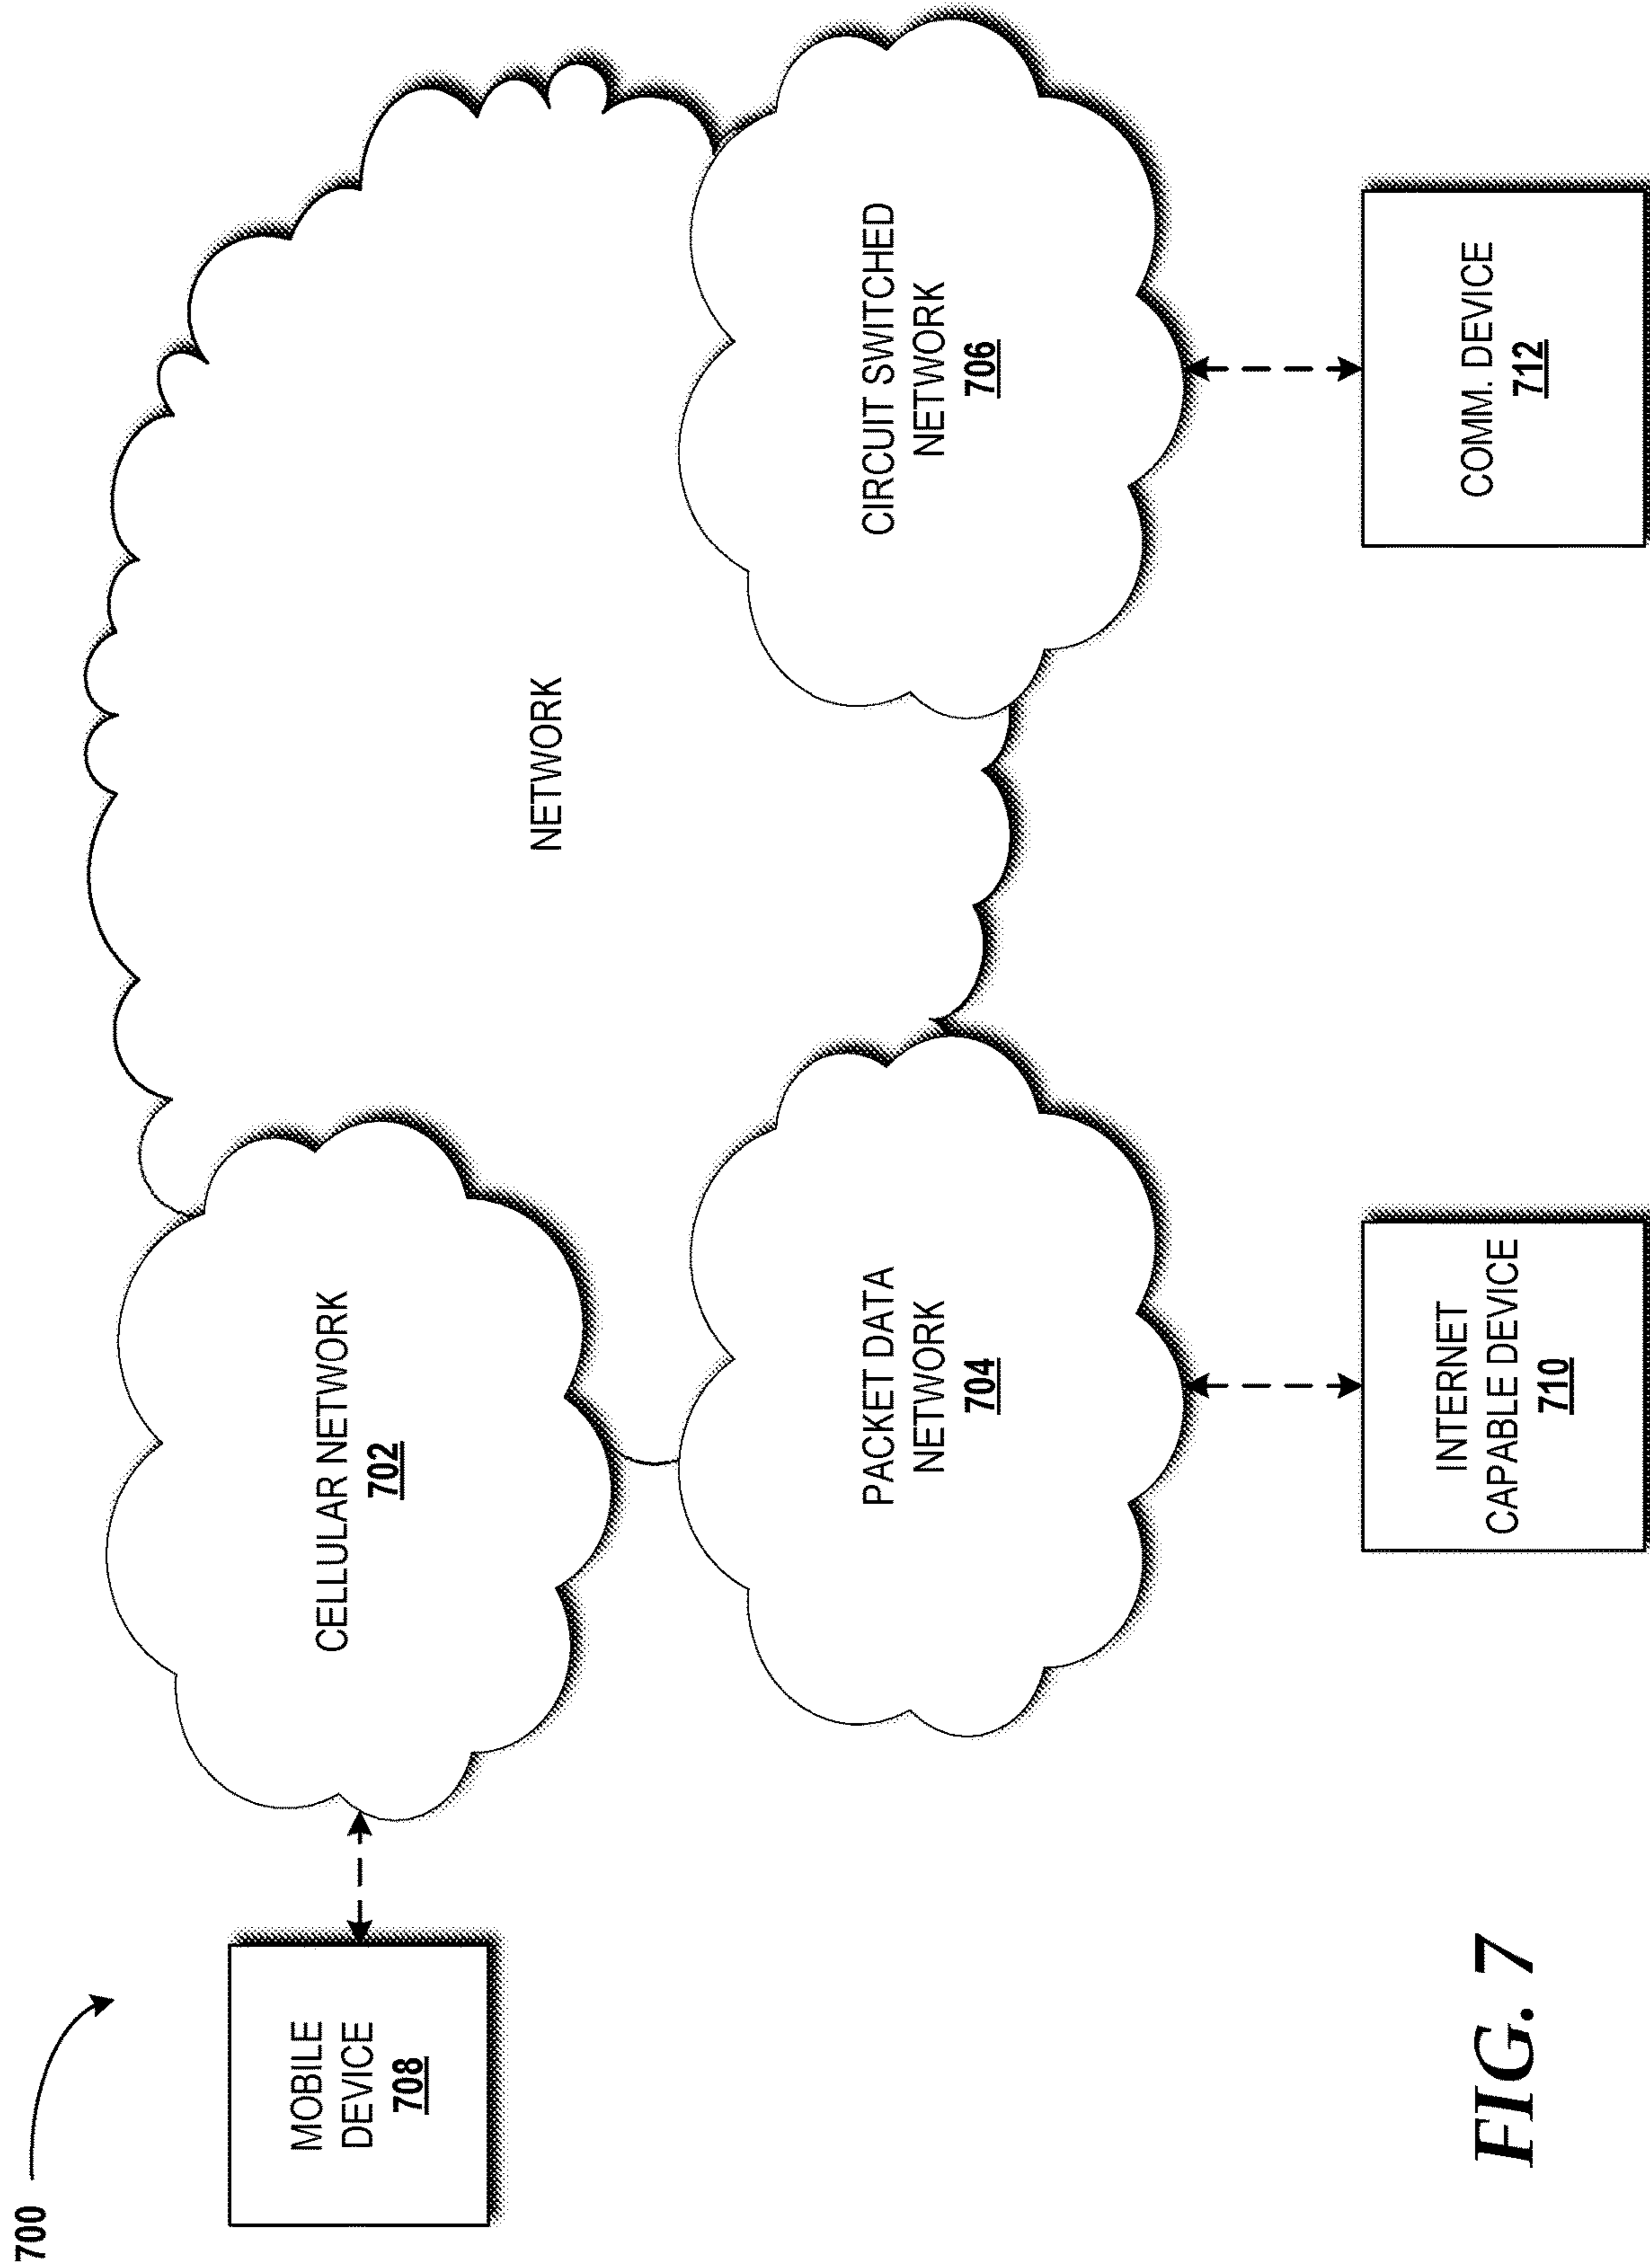 700
MOBILE
DEVICE
708
CELLULAR NETWORK
702
NETWORK
PACKET DATA
NETWORK
704
CIRCUIT SWITCHED
NETWORK
706
INTERNET
CAPABLE DEVICE
710
COMM. DEVICE
712
FIG. 7